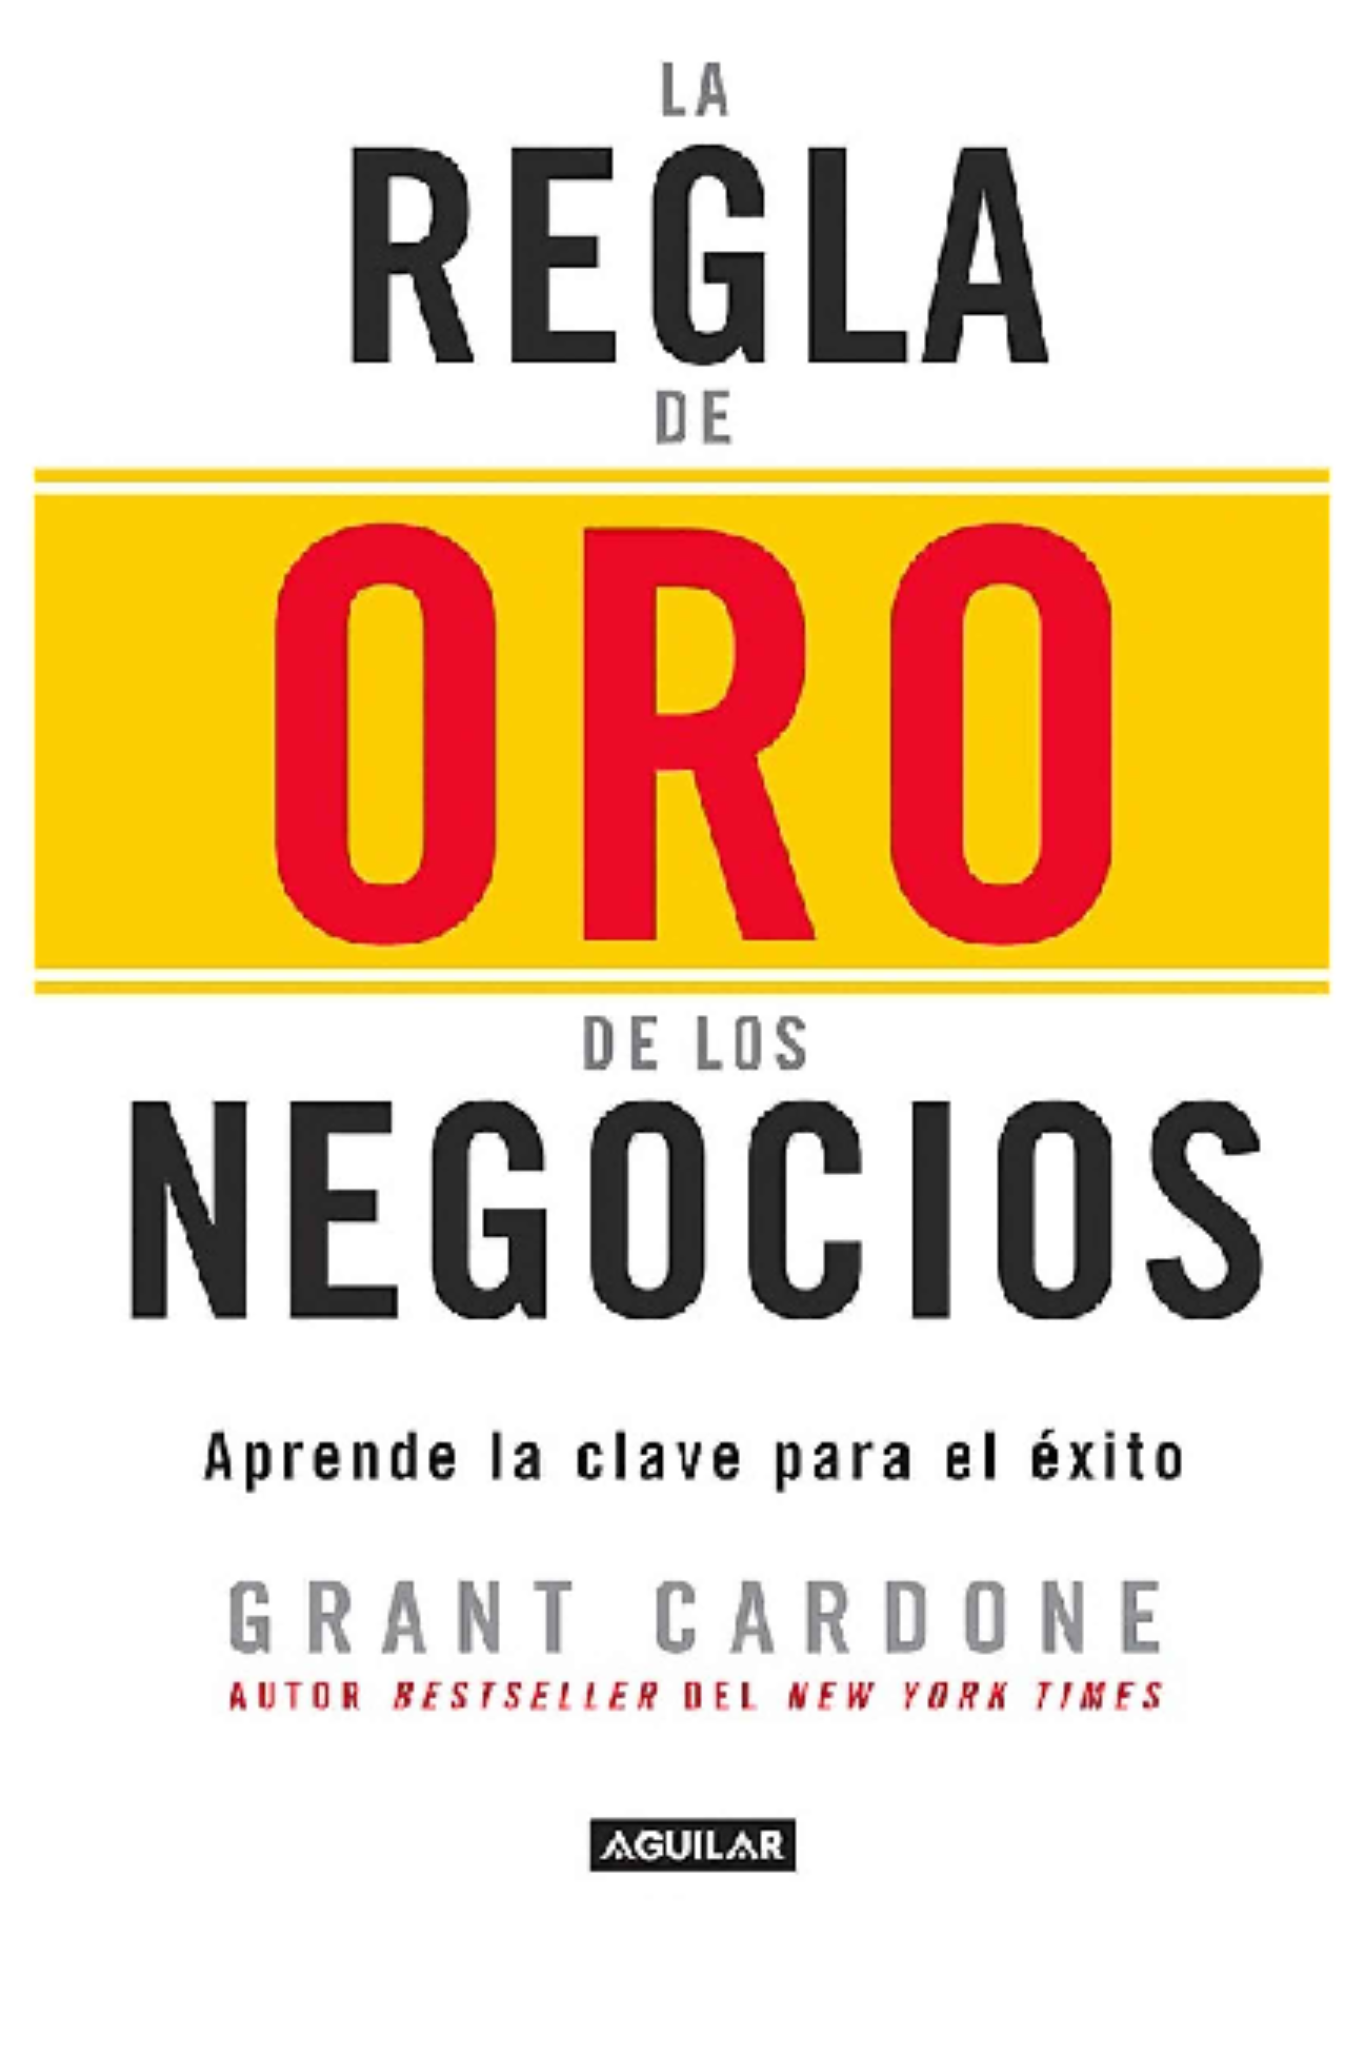 LA
REGLA
DE
ORO
DE LOS
NEGOCIOS
Aprende la clave para el éxito
GRANT CARDONE
AUTOR BESTSELLER DEL NEW YORK TIMES
AGUILAR